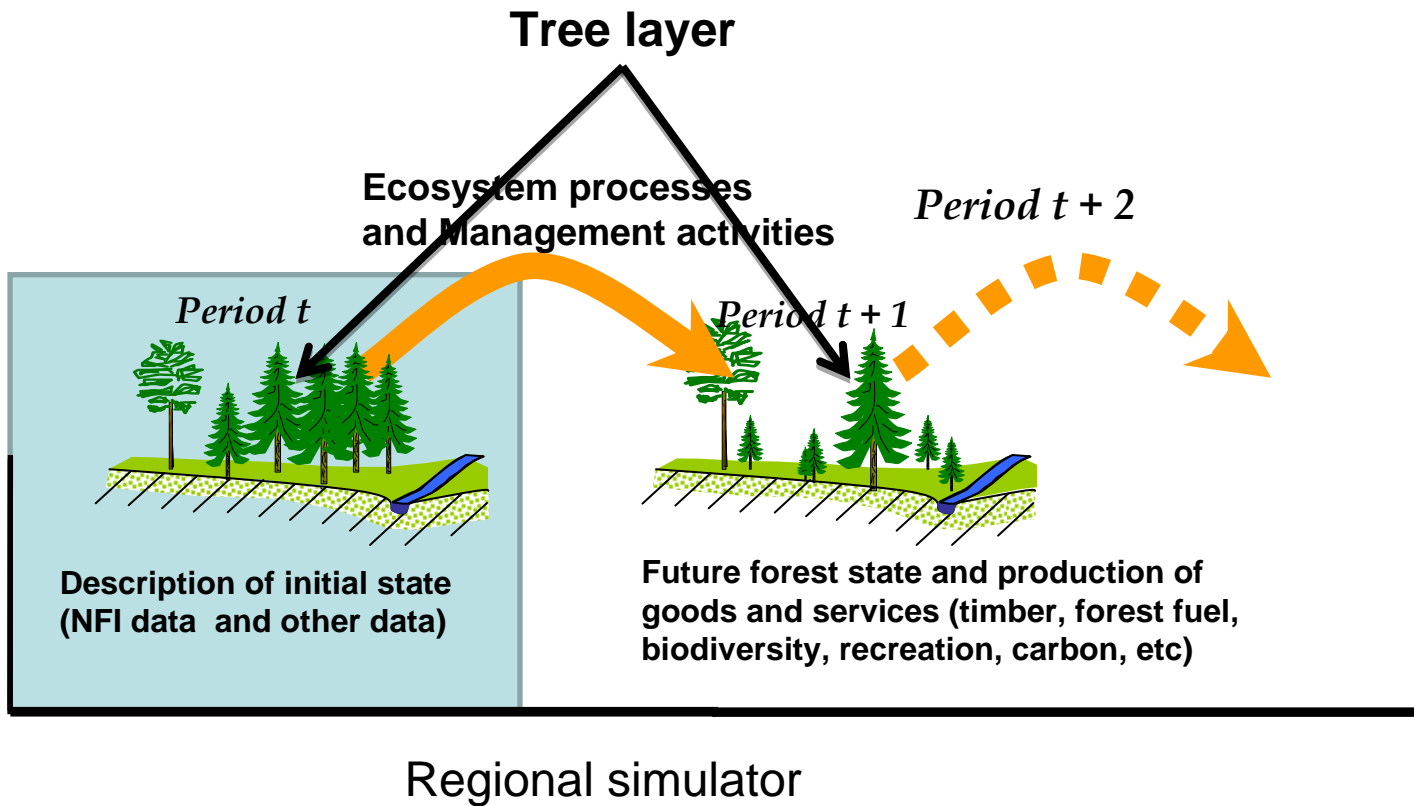 Tree layer
Ecosystem processes
and Management activities
Period t + 2
Period t
Period t + 1
Description of initial state
(NFI data and other data)
Future forest state and production of
goods and services (timber, forest fuel,
biodiversity, recreation, carbon, etc)
Regional simulator